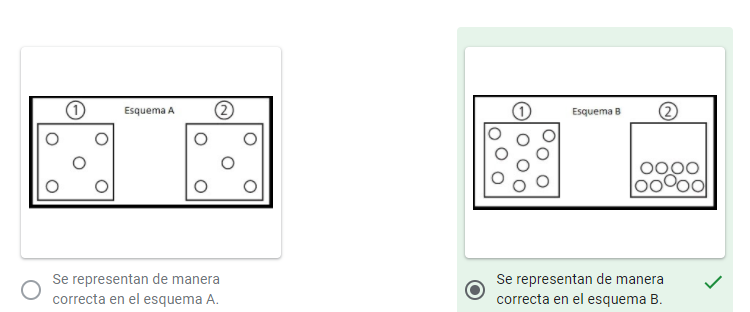 1 Esquema A 2
Se representan de manera
correcta en el esquema A.
1 Esquema B 2
Se representan de manera
correcta en el esquema B.